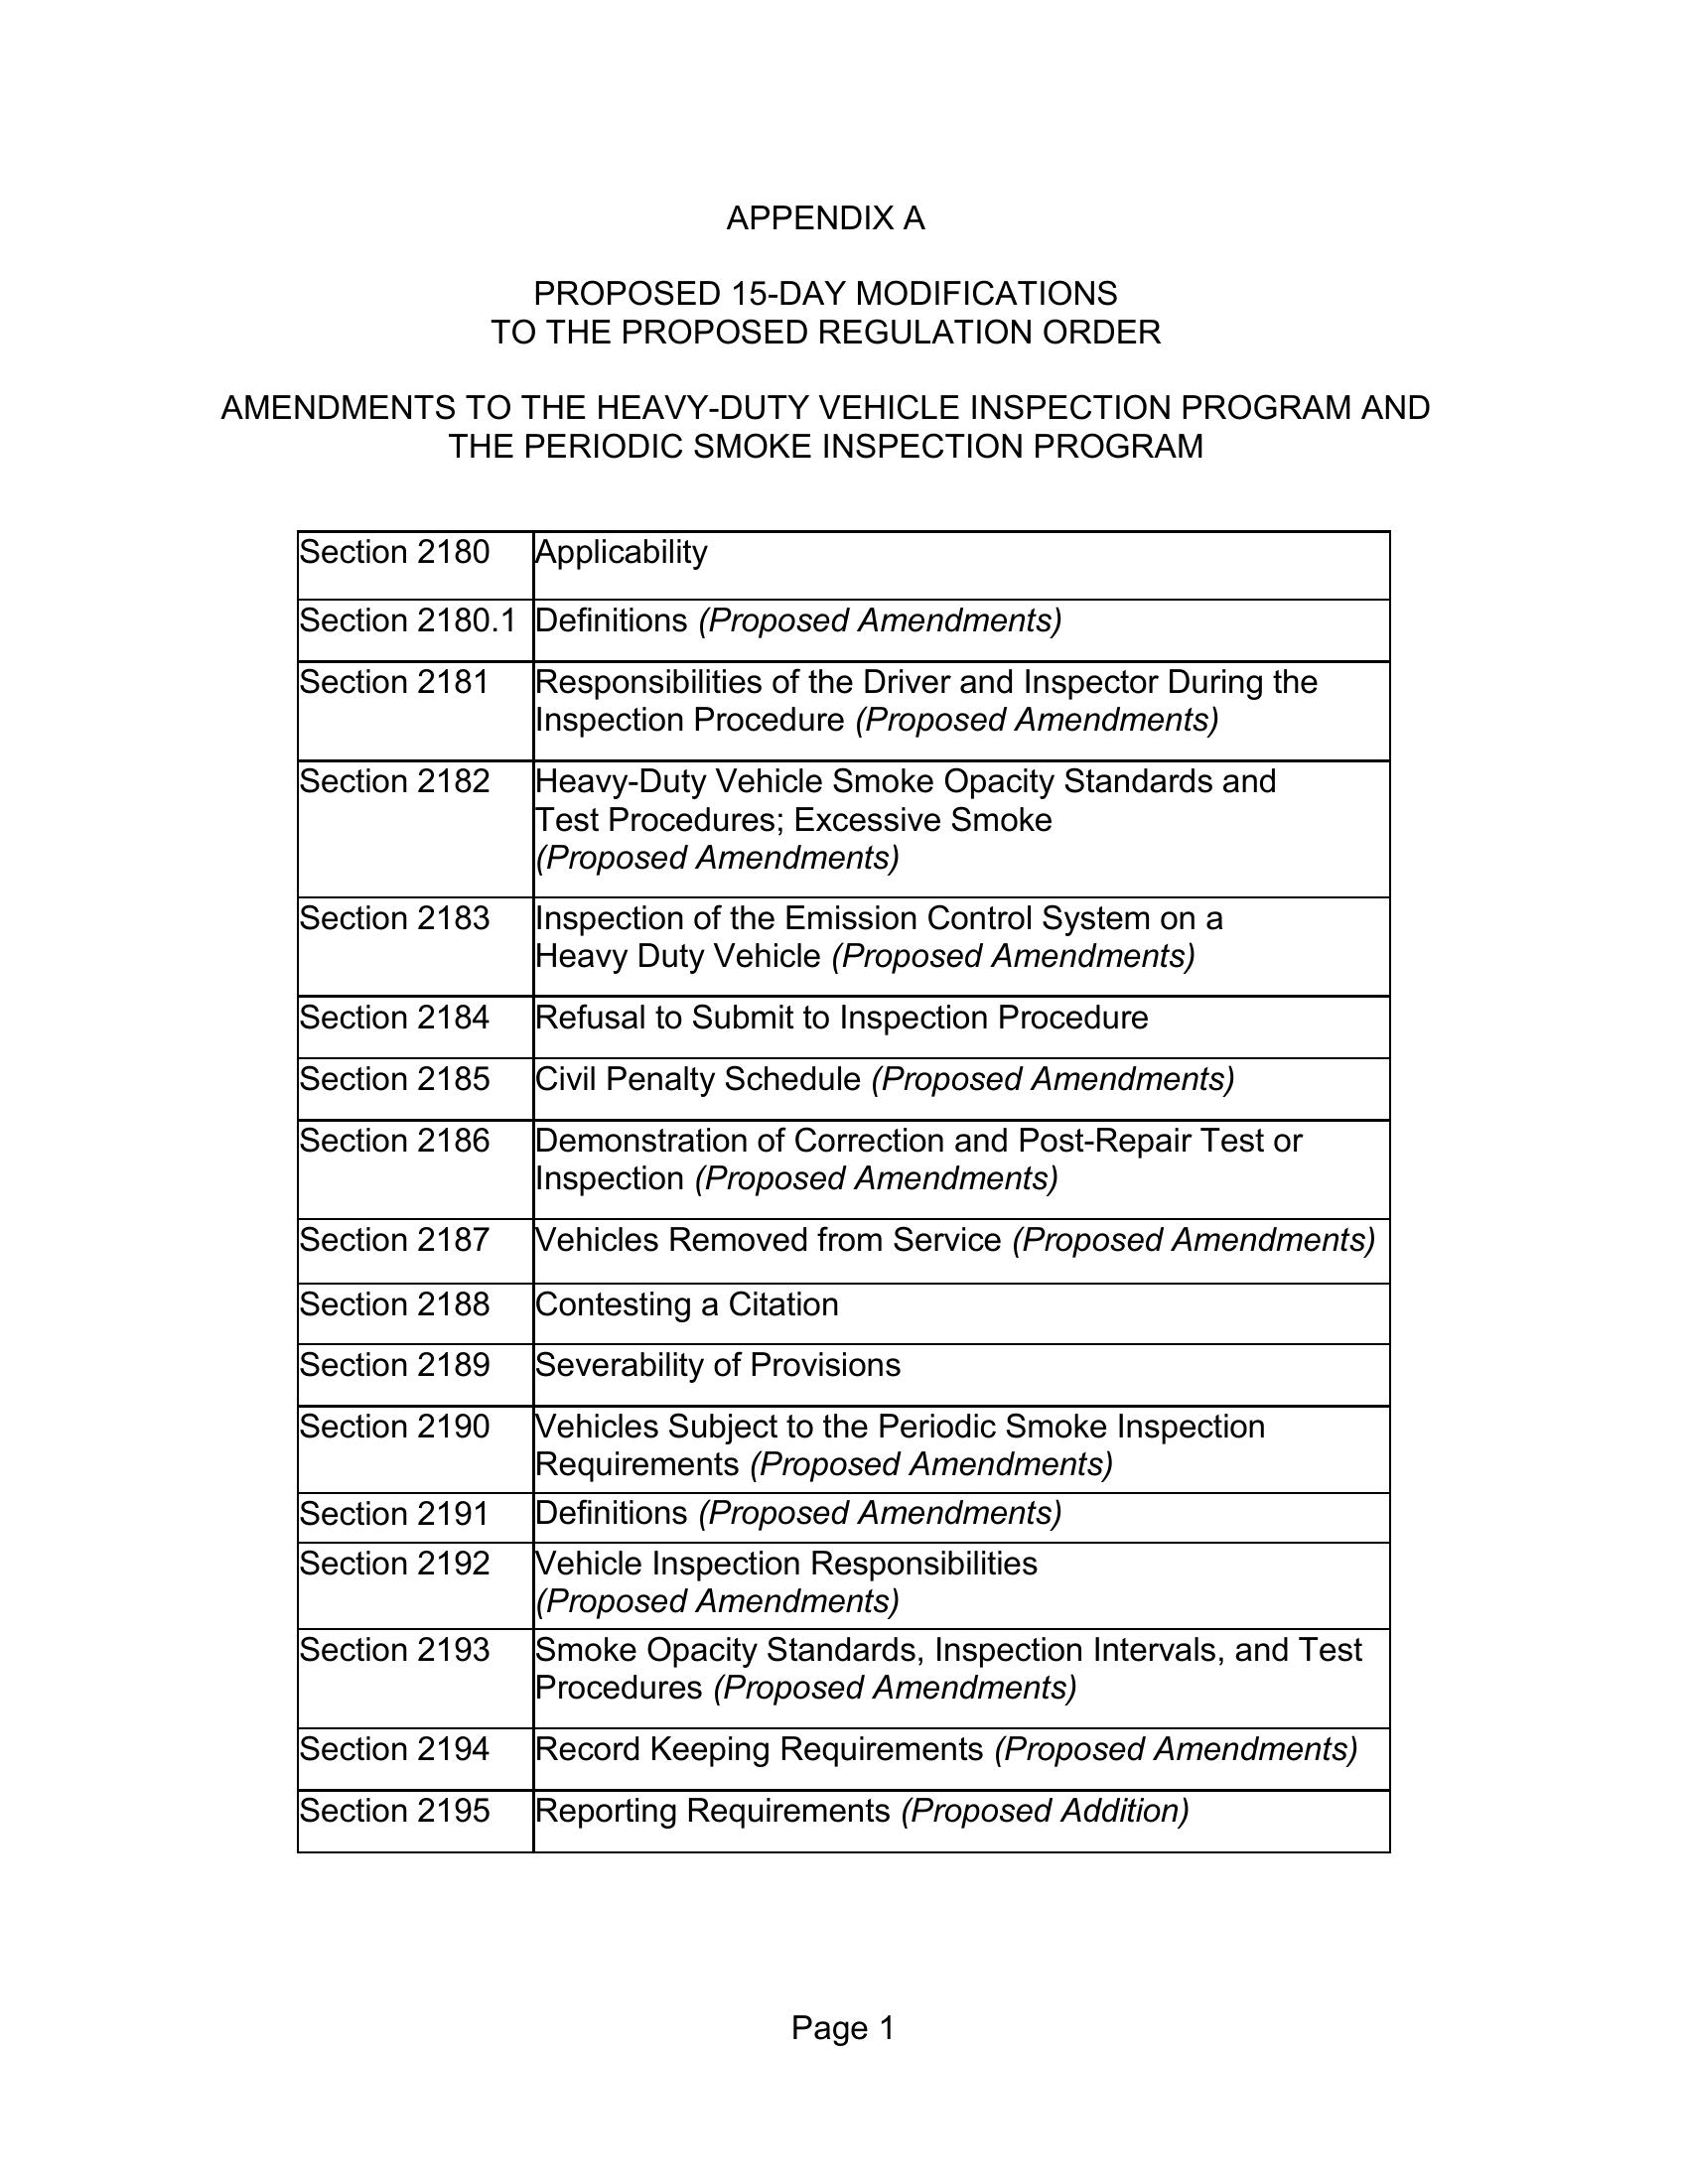 APPENDIX A
PROPOSED 15-DAY MODIFICATIONS
TO THE PROPOSED REGULATION ORDER
AMENDMENTS TO THE HEAVY-DUTY VEHICLE INSPECTION PROGRAM AND
THE PERIODIC SMOKE INSPECTION PROGRAM
Section 2180 Applicability
Section 2180.1 Definitions (Proposed Amendments)
Section 2181 Responsibilities of the Driver and Inspector During the
Inspection Procedure (Proposed Amendments)
Section 2182 Heavy-Duty Vehicle Smoke Opacity Standards and
Test Procedures; Excessive Smoke
(Proposed Amendments)
Section 2183 Inspection of the Emission Control System on a
Heavy Duty Vehicle (Proposed Amendments)
Section 2184 Refusal to Submit to Inspection Procedure
Section 2185 Civil Penalty Schedule (Proposed Amendments)
Section 2186 Demonstration of Correction and Post-Repair Test or
Inspection (Proposed Amendments)
Section 2187 Vehicles Removed from Service (Proposed Amendments)
Section 2188 Contesting a Citation
Section 2189 Severability of Provisions
Section 2190 Vehicles Subject to the Periodic Smoke Inspection
Requirements (Proposed Amendments)
Section 2191 Definitions (Proposed Amendments)
Section 2192 Vehicle Inspection Responsibilities
(Proposed Amendments)
Section 2193 Smoke Opacity Standards, Inspection Intervals, and Test
Procedures (Proposed Amendments)
Section 2194 Record Keeping Requirements (Proposed Amendments)
Section 2195 Reporting Requirements (Proposed Addition)
Page 1